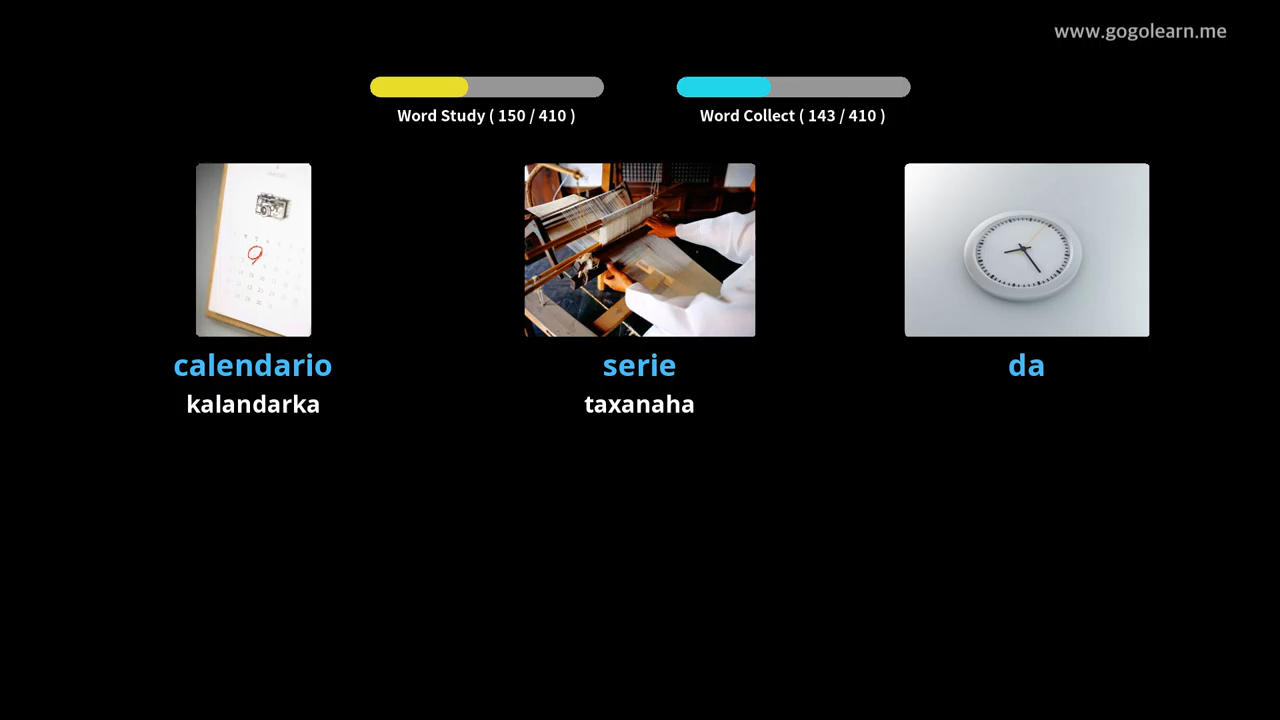 www.gogolearn.me
Word Study ( 150 / 410 )
Word Collect ( 143 / 410 )
calendario
serie
da
kalandarka
taxanaha